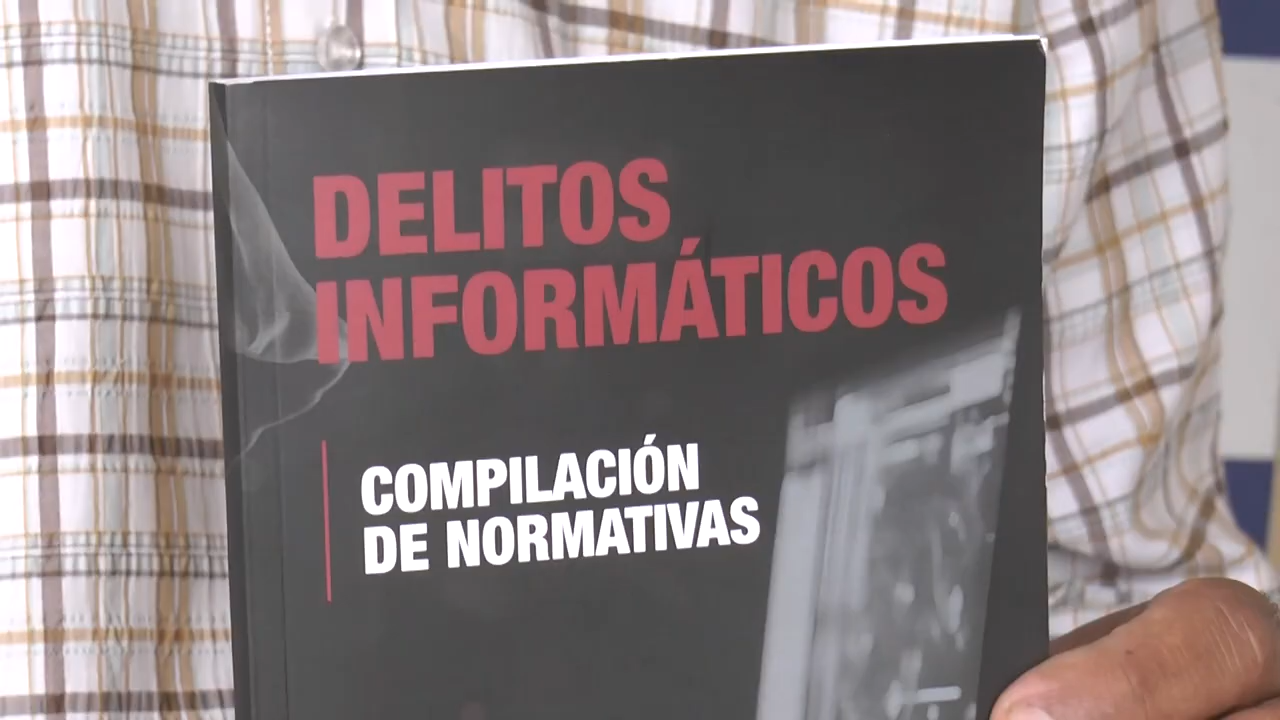 DELITOS
INFORMÁTICOS
COMPILACIÓN
DE NORMATIVAS